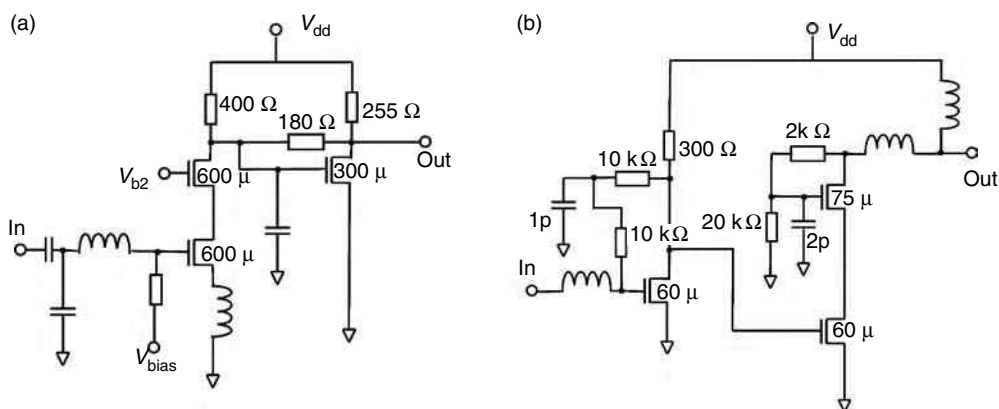 (a)
V_dd
400 Ω
180 Ω
255 Ω
Out
V_b2
600 μ
300 μ
In
600 μ
V_bias
(b)
V_dd
300 Ω
2k Ω
10 kΩ
Out
75 μ
1p
10 kΩ
20 kΩ
2p
In
60 μ
60 μ